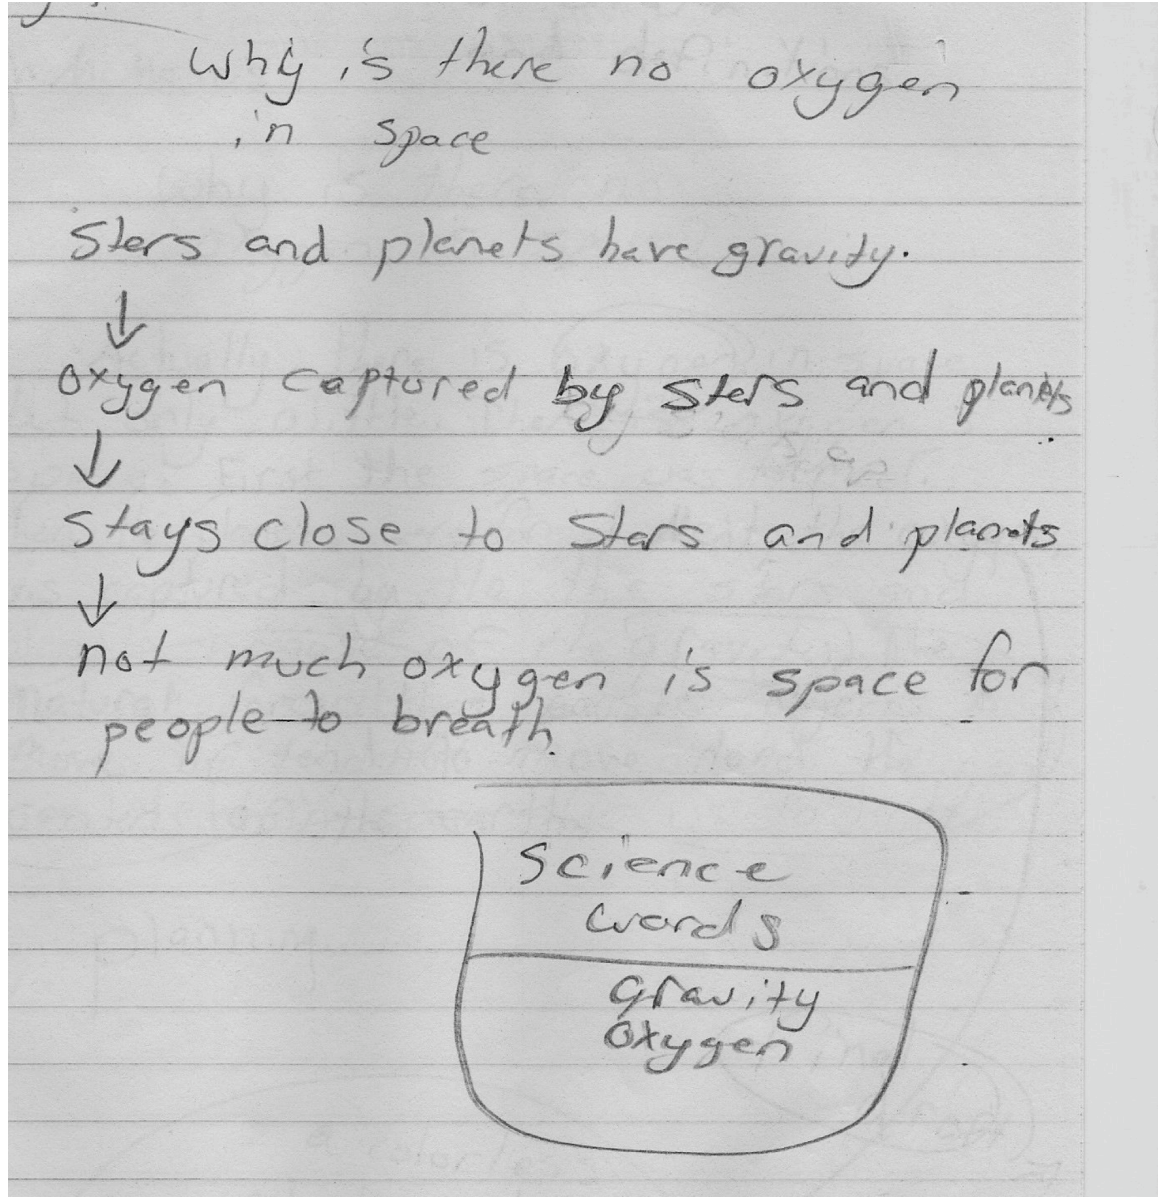 why is there no oxygen
in space
Sters and planets have gravity.
↓
oxygen captured by sters and planets
↓
stays close to stars and planets
↓
not much oxygen is space for
people to breath.
Science
words
Gravity
Oxygen